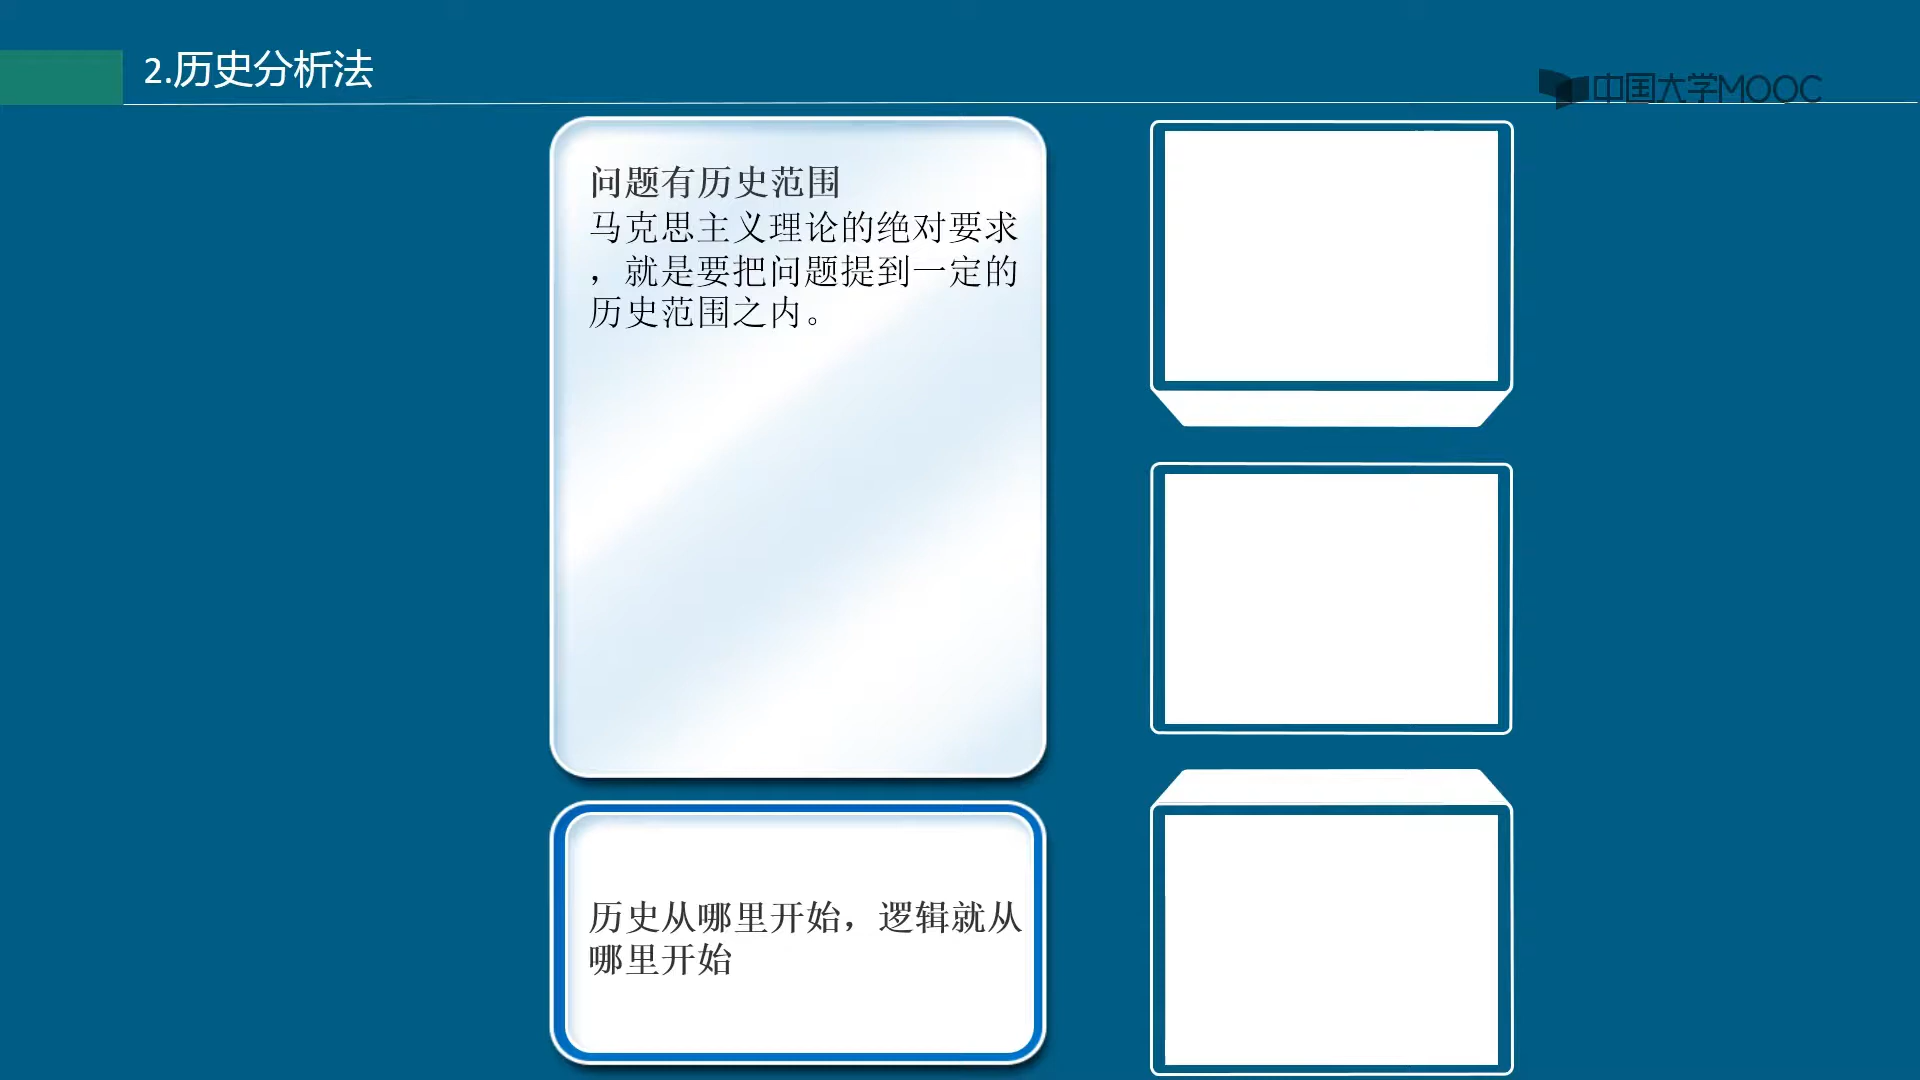 2.历史分析法
中国大学MOOC
问题有历史范围
马克思主义理论的绝对要求
，就是要把问题提到一定的
历史范围之内。
历史从哪里开始，逻辑就从
哪里开始